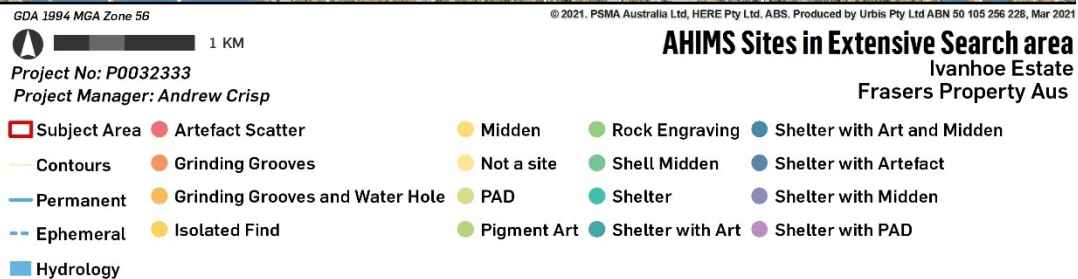 GDA 1994 MGA Zone 56
© 2021. PSMA Australia Ltd, HERE Pty Ltd. ABS. Produced by Urbis Pty Ltd ABN 50 105 256 228, Mar 2021
1 KM
AHIMS Sites in Extensive Search area
Ivanhoe Estate
Project No: P0032333
Frasers Property Aus
Project Manager: Andrew Crisp
Subject Area Artefact Scatter Midden Rock Engraving Shelter with Art and Midden
Contours Grinding Grooves Not a site Shell Midden Shelter with Artefact
Permanent Grinding Grooves and Water Hole PAD Shelter Shelter with Midden
Ephemeral Isolated Find Pigment Art Shelter with Art Shelter with PAD
Hydrology